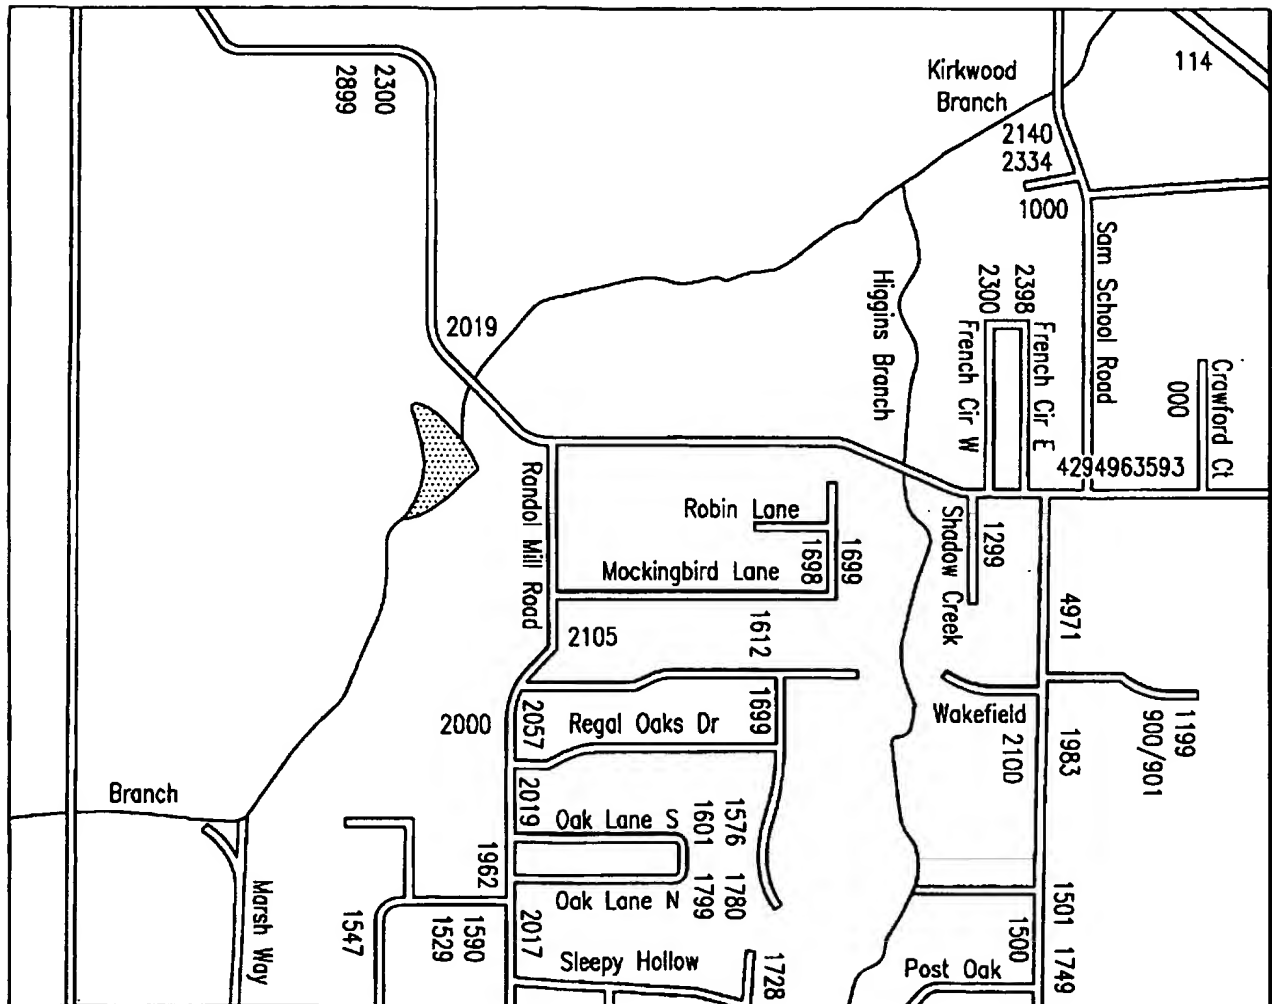 Kirkwood
Branch
114
2300
2899
2140
2334
1000
Sam School Road
Higgins Branch
2398
2300
French Cir E
French Cir W
Crawford Ct
000
2019
4294963593
Randol Mill Road
Robin Lane
1699
1698
Mockingbird Lane
Shadow Creek
1299
4971
2105
1612
1699
Regal Oaks Dr
2057
2000
Wakefield
2100
1983
1199
900/901
Branch
2019
Oak Lane S
1576
1601
1962
Oak Lane N
1780
1799
Marsh Way
1547
1590
1529
2017
Sleepy Hollow
1728
1501
1749
1500
Post Oak